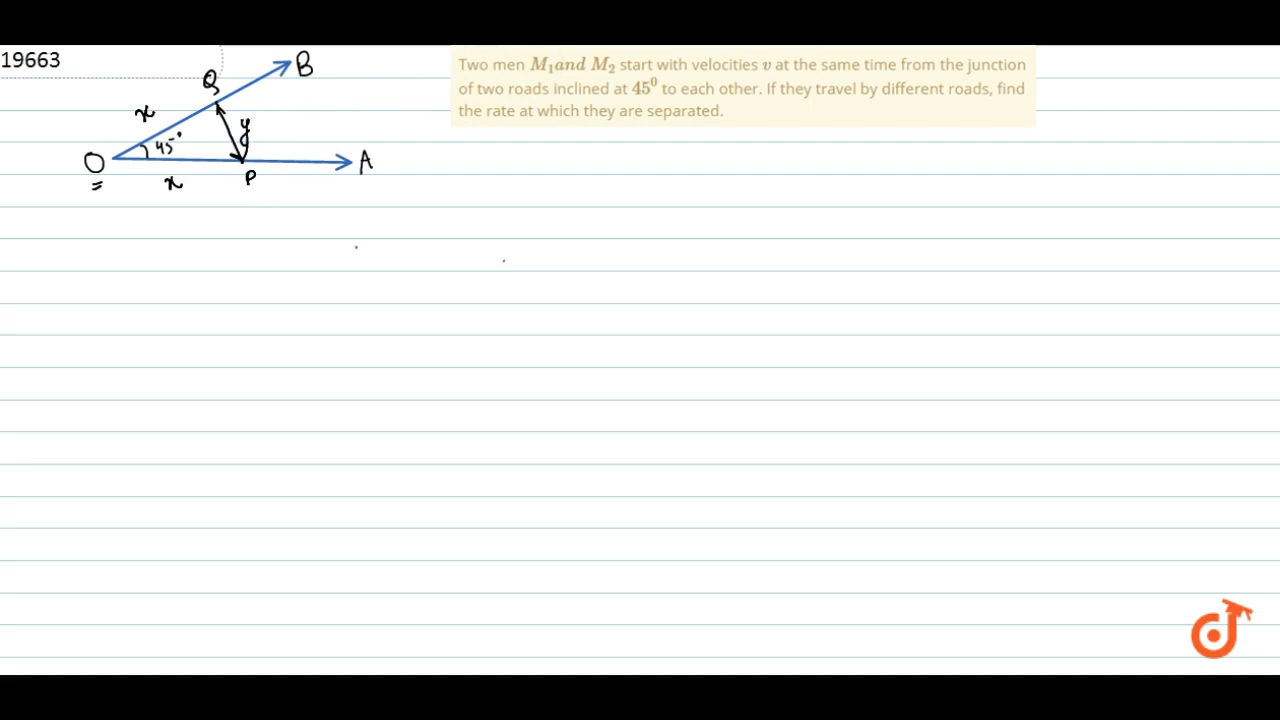 19663
Two men M₁and M₂ start with velocities v at the same time from the junction
of two roads inclined at 45⁰ to each other. If they travel by different roads, find
the rate at which they are separated.
B
Q
x
y
45°
O
A
x
P